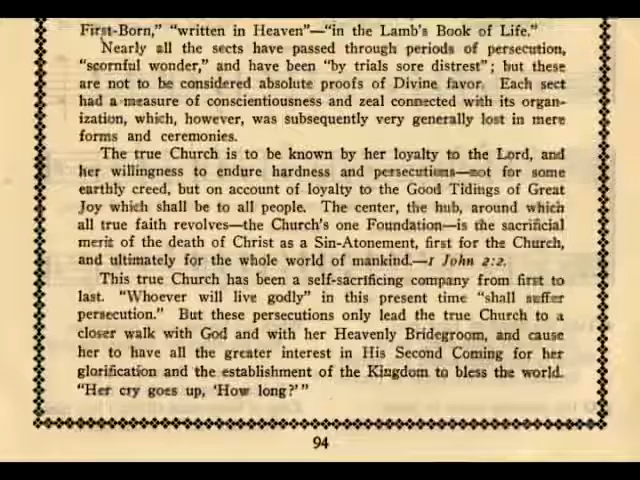 First-Born," "written in Heaven"—"in the Lamb's Book of Life."
Nearly all the sects have passed through periods of persecution,
"scornful wonder," and have been "by trials sore distrest"; but these
are not to be considered absolute proofs of Divine favor. Each sect
had a measure of conscientiousness and zeal connected with its organ-
ization, which, however, was subsequently very generally lost in mere
forms and ceremonies.
The true Church is to be known by her loyalty to the Lord, and
her willingness to endure hardness and persecutions—not for some
earthly creed, but on account of loyalty to the Good Tidings of Great
Joy which shall be to all people. The center, the hub, around which
all true faith revolves—the Church's one Foundation—is the sacrificial
merit of the death of Christ as a Sin-Atonement, first for the Church,
and ultimately for the whole world of mankind.—1 John 2:2.
This true Church has been a self-sacrificing company from first to
last. "Whoever will live godly" in this present time "shall suffer
persecution." But these persecutions only lead the true Church to a
closer walk with God and with her Heavenly Bridegroom, and cause
her to have all the greater interest in His Second Coming for her
glorification and the establishment of the Kingdom to bless the world.
"Her cry goes up, 'How long?'"
94